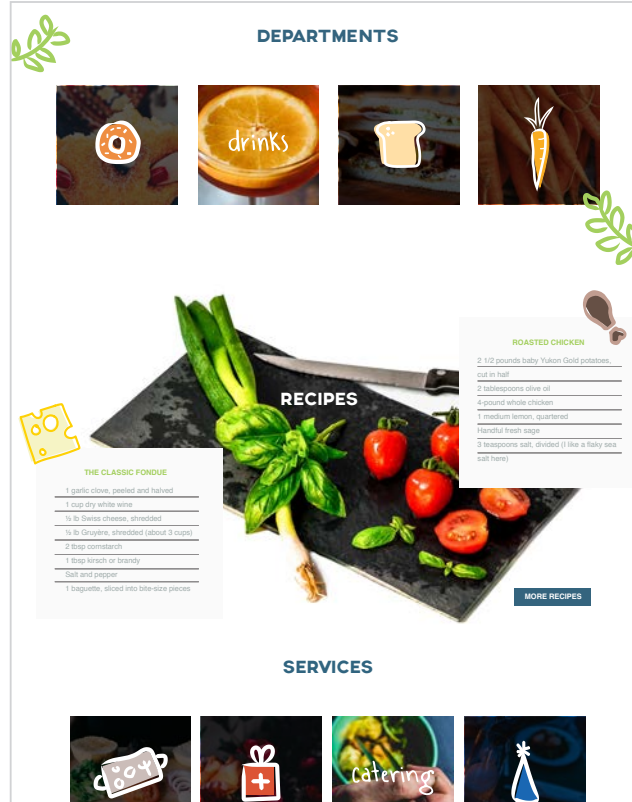 DEPARTMENTS
drinks
RECIPES
ROASTED CHICKEN
2 1/2 pounds baby Yukon Gold potatoes,
cut in half
2 tablespoons olive oil
4-pound whole chicken
1 medium lemon, quartered
Handful fresh sage
3 teaspoons salt, divided (I like a flaky sea
salt here)
THE CLASSIC FONDUE
1 garlic clove, peeled and halved
1 cup dry white wine
½ lb Swiss cheese, shredded
½ lb Gruyère, shredded (about 3 cups)
2 tbsp cornstarch
1 tbsp kirsch or brandy
Salt and pepper
1 baguette, sliced into bite-size pieces
MORE RECIPES
SERVICES
catering